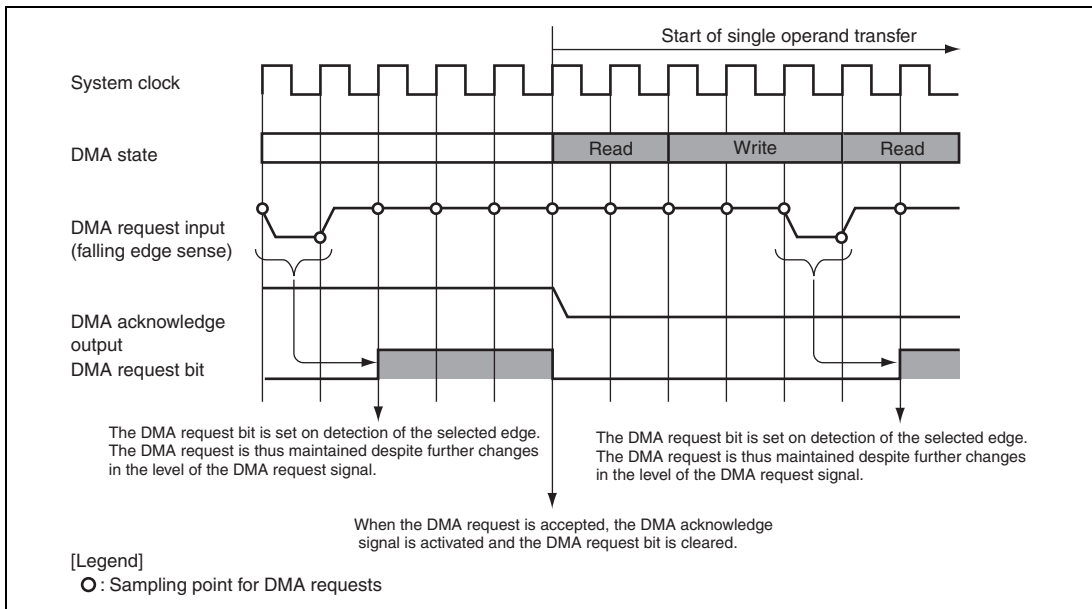 Start of single operand transfer
System clock
DMA state
Read
Write
Read
DMA request input
(falling edge sense)
DMA acknowledge
output
DMA request bit
The DMA request bit is set on detection of the selected edge.
The DMA request is thus maintained despite further changes
in the level of the DMA request signal.
The DMA request bit is set on detection of the selected edge.
The DMA request is thus maintained despite further changes
in the level of the DMA request signal.
When the DMA request is accepted, the DMA acknowledge
signal is activated and the DMA request bit is cleared.
[Legend]
: Sampling point for DMA requests